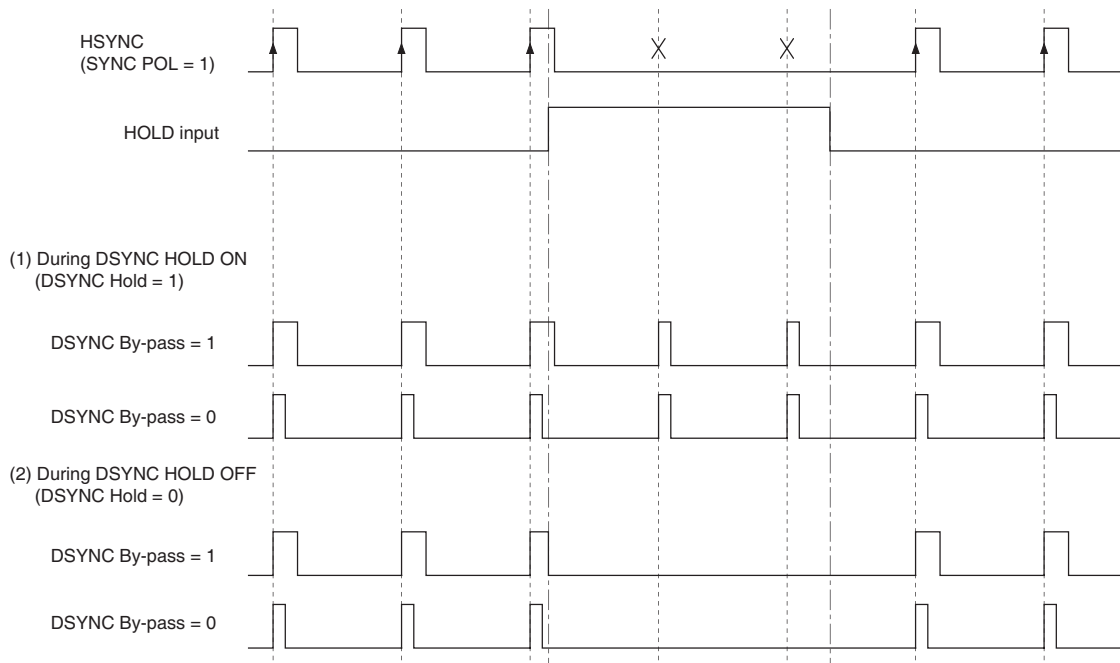 HSYNC
(SYNC POL = 1)
HOLD input
(1) During DSYNC HOLD ON
(DSYNC Hold = 1)
DSYNC By-pass = 1
DSYNC By-pass = 0
(2) During DSYNC HOLD OFF
(DSYNC Hold = 0)
DSYNC By-pass = 1
DSYNC By-pass = 0